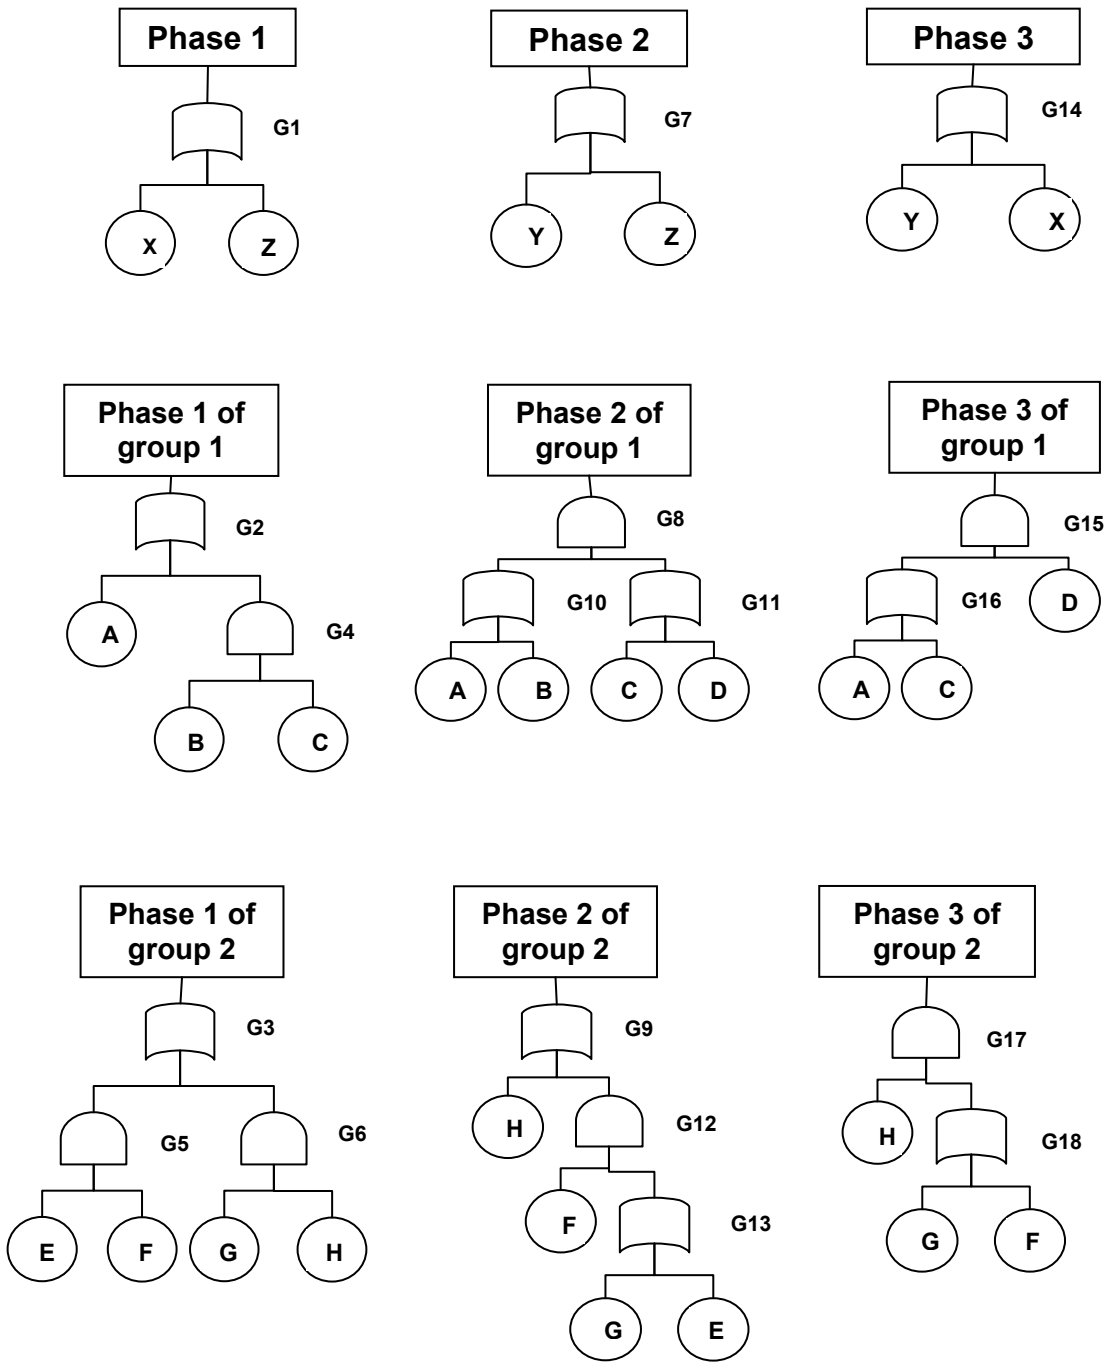 Phase 1
Phase 2
Phase 3
G1
G7
G14
X
Z
Y
Z
Y
X
Phase 1 of
group 1
Phase 2 of
group 1
Phase 3 of
group 1
G2
G8
G15
A
G4
G10
G11
G16
D
B
C
A
B
C
D
A
C
Phase 1 of
group 2
Phase 2 of
group 2
Phase 3 of
group 2
G3
G9
G17
G5
G6
H
G12
H
G18
E
F
G
H
F
G13
G
F
G
E